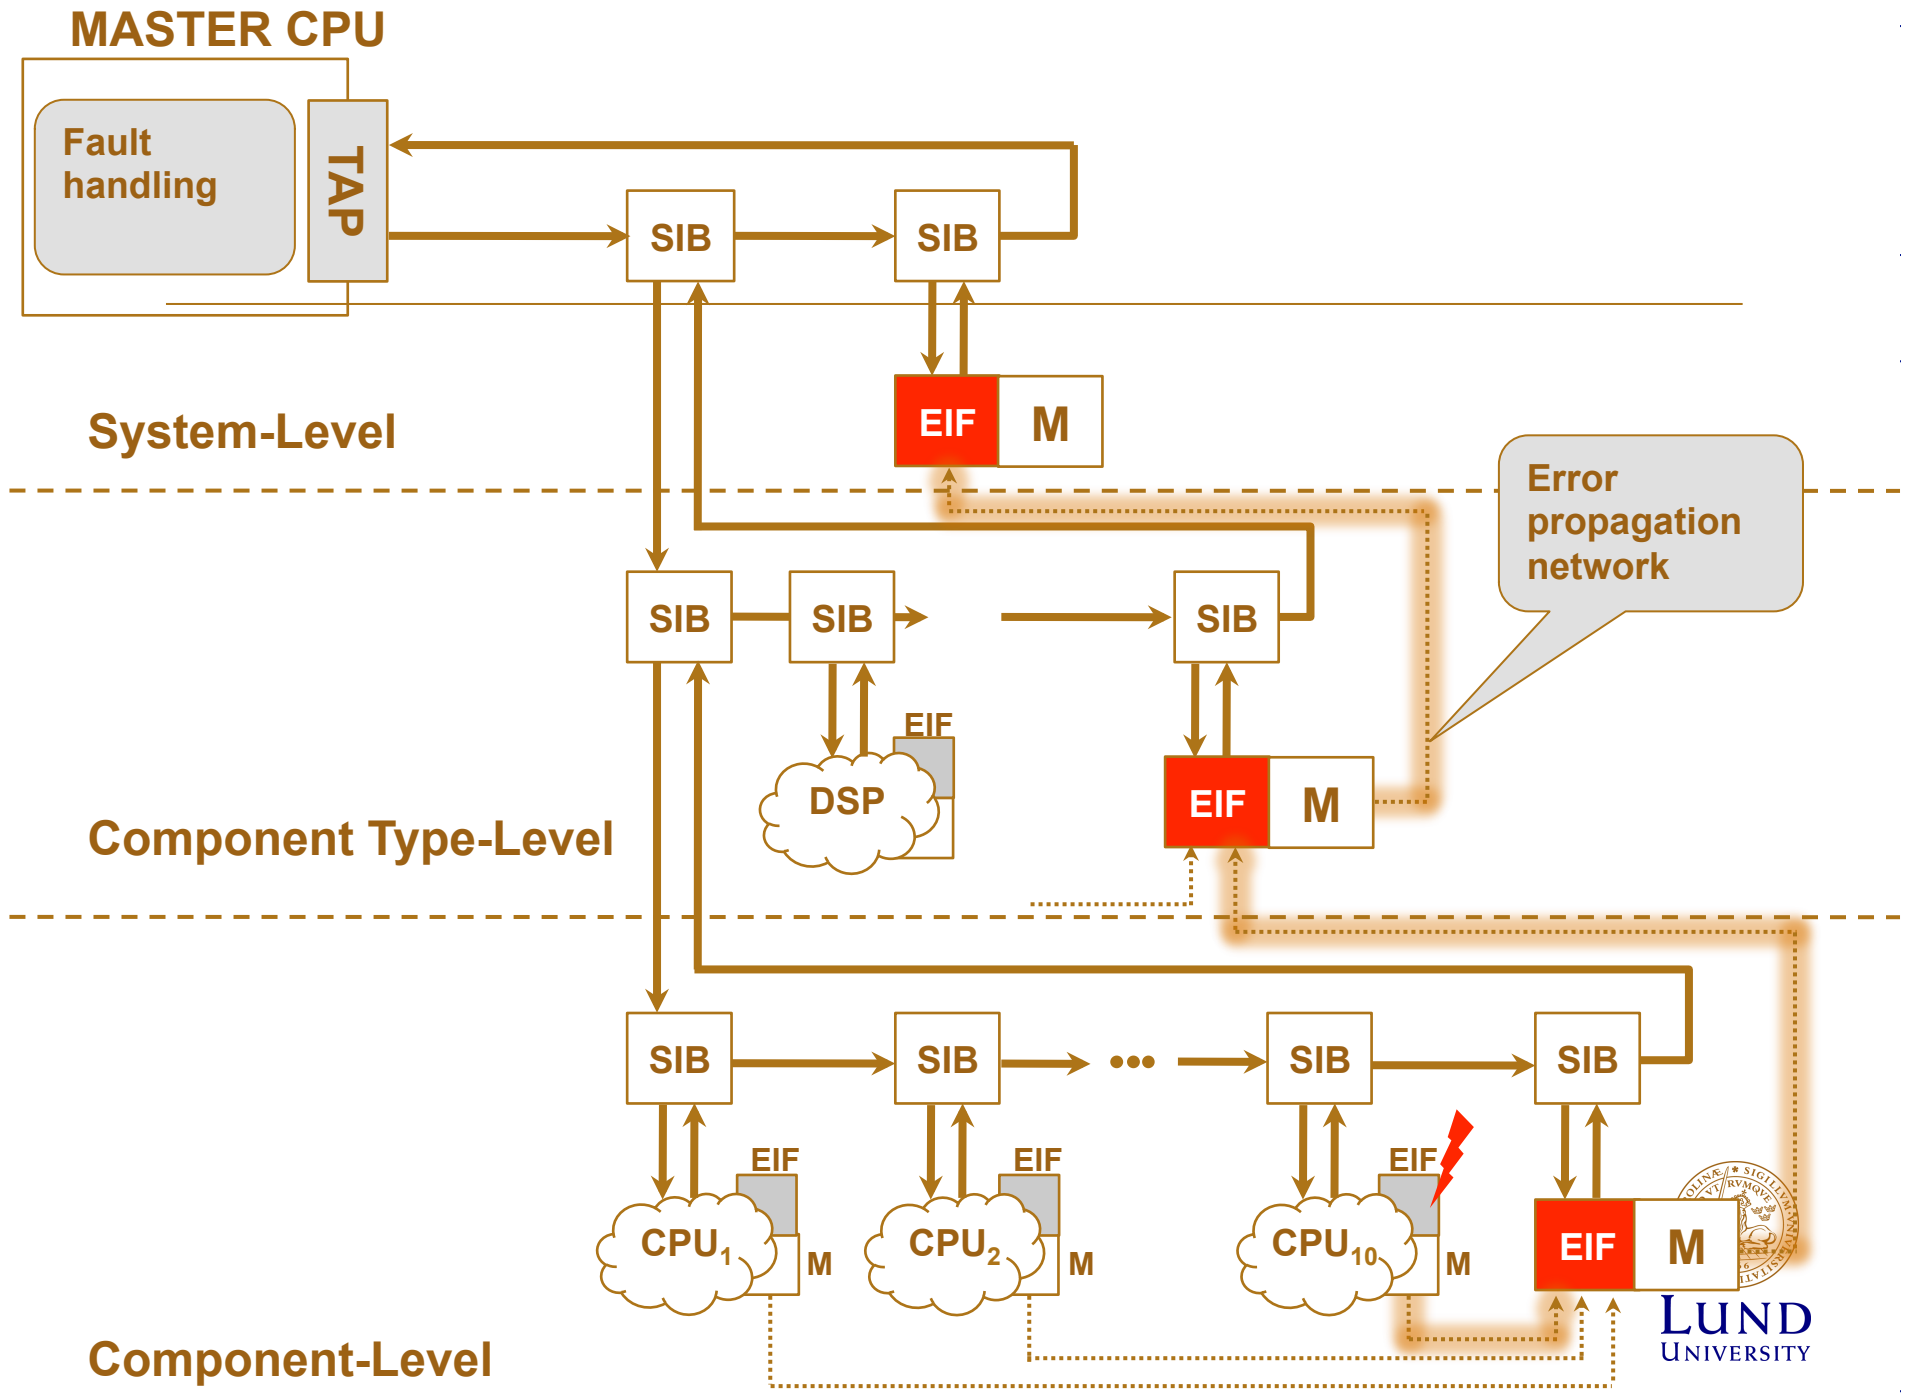 MASTER CPU
Fault
handling
TAP
SIB
SIB
EIF
M
System-Level
Error
propagation
network
SIB
SIB
SIB
EIF
DSP
EIF
M
Component Type-Level
SIB
SIB
•••
SIB
SIB
EIF
EIF
EIF
CPU1
M
CPU2
M
CPU10
M
EIF
M
LUND
UNIVERSITY
Component-Level